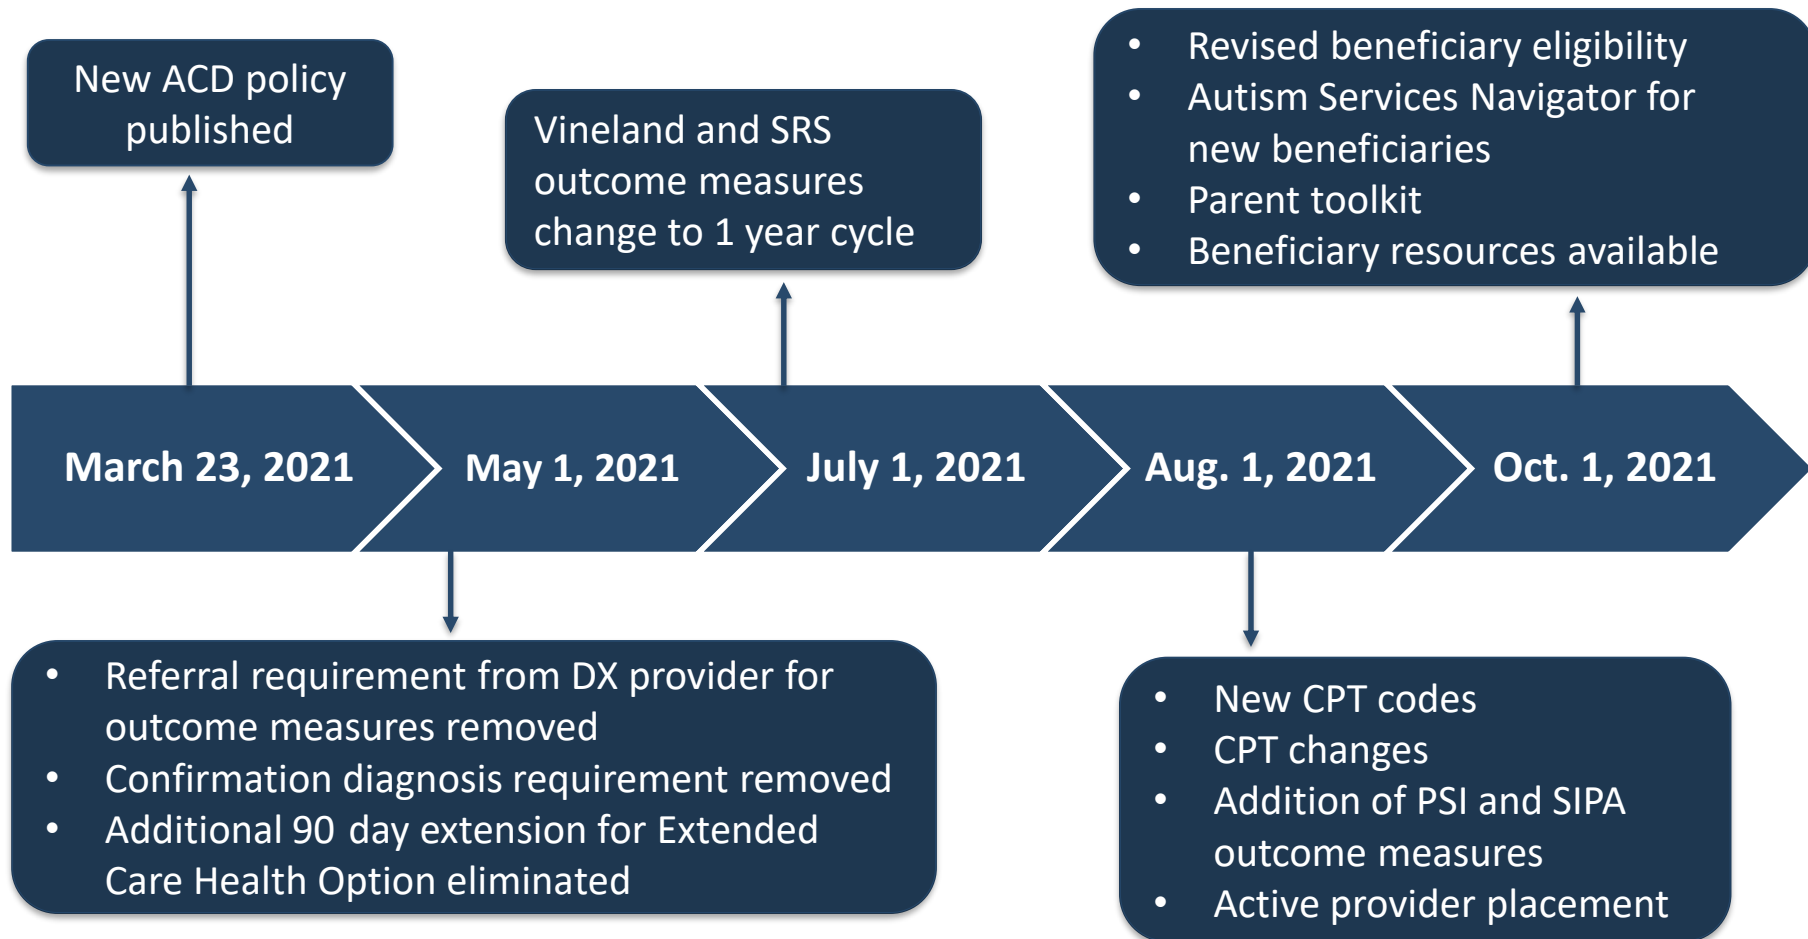 New ACD policy
published
Vineland and SRS
outcome measures
change to 1 year cycle
• Revised beneficiary eligibility
• Autism Services Navigator for
new beneficiaries
• Parent toolkit
• Beneficiary resources available
March 23, 2021
May 1, 2021
July 1, 2021
Aug. 1, 2021
Oct. 1, 2021
• Referral requirement from DX provider for
outcome measures removed
• Confirmation diagnosis requirement removed
• Additional 90 day extension for Extended
Care Health Option eliminated
• New CPT codes
• CPT changes
• Addition of PSI and SIPA
outcome measures
• Active provider placement